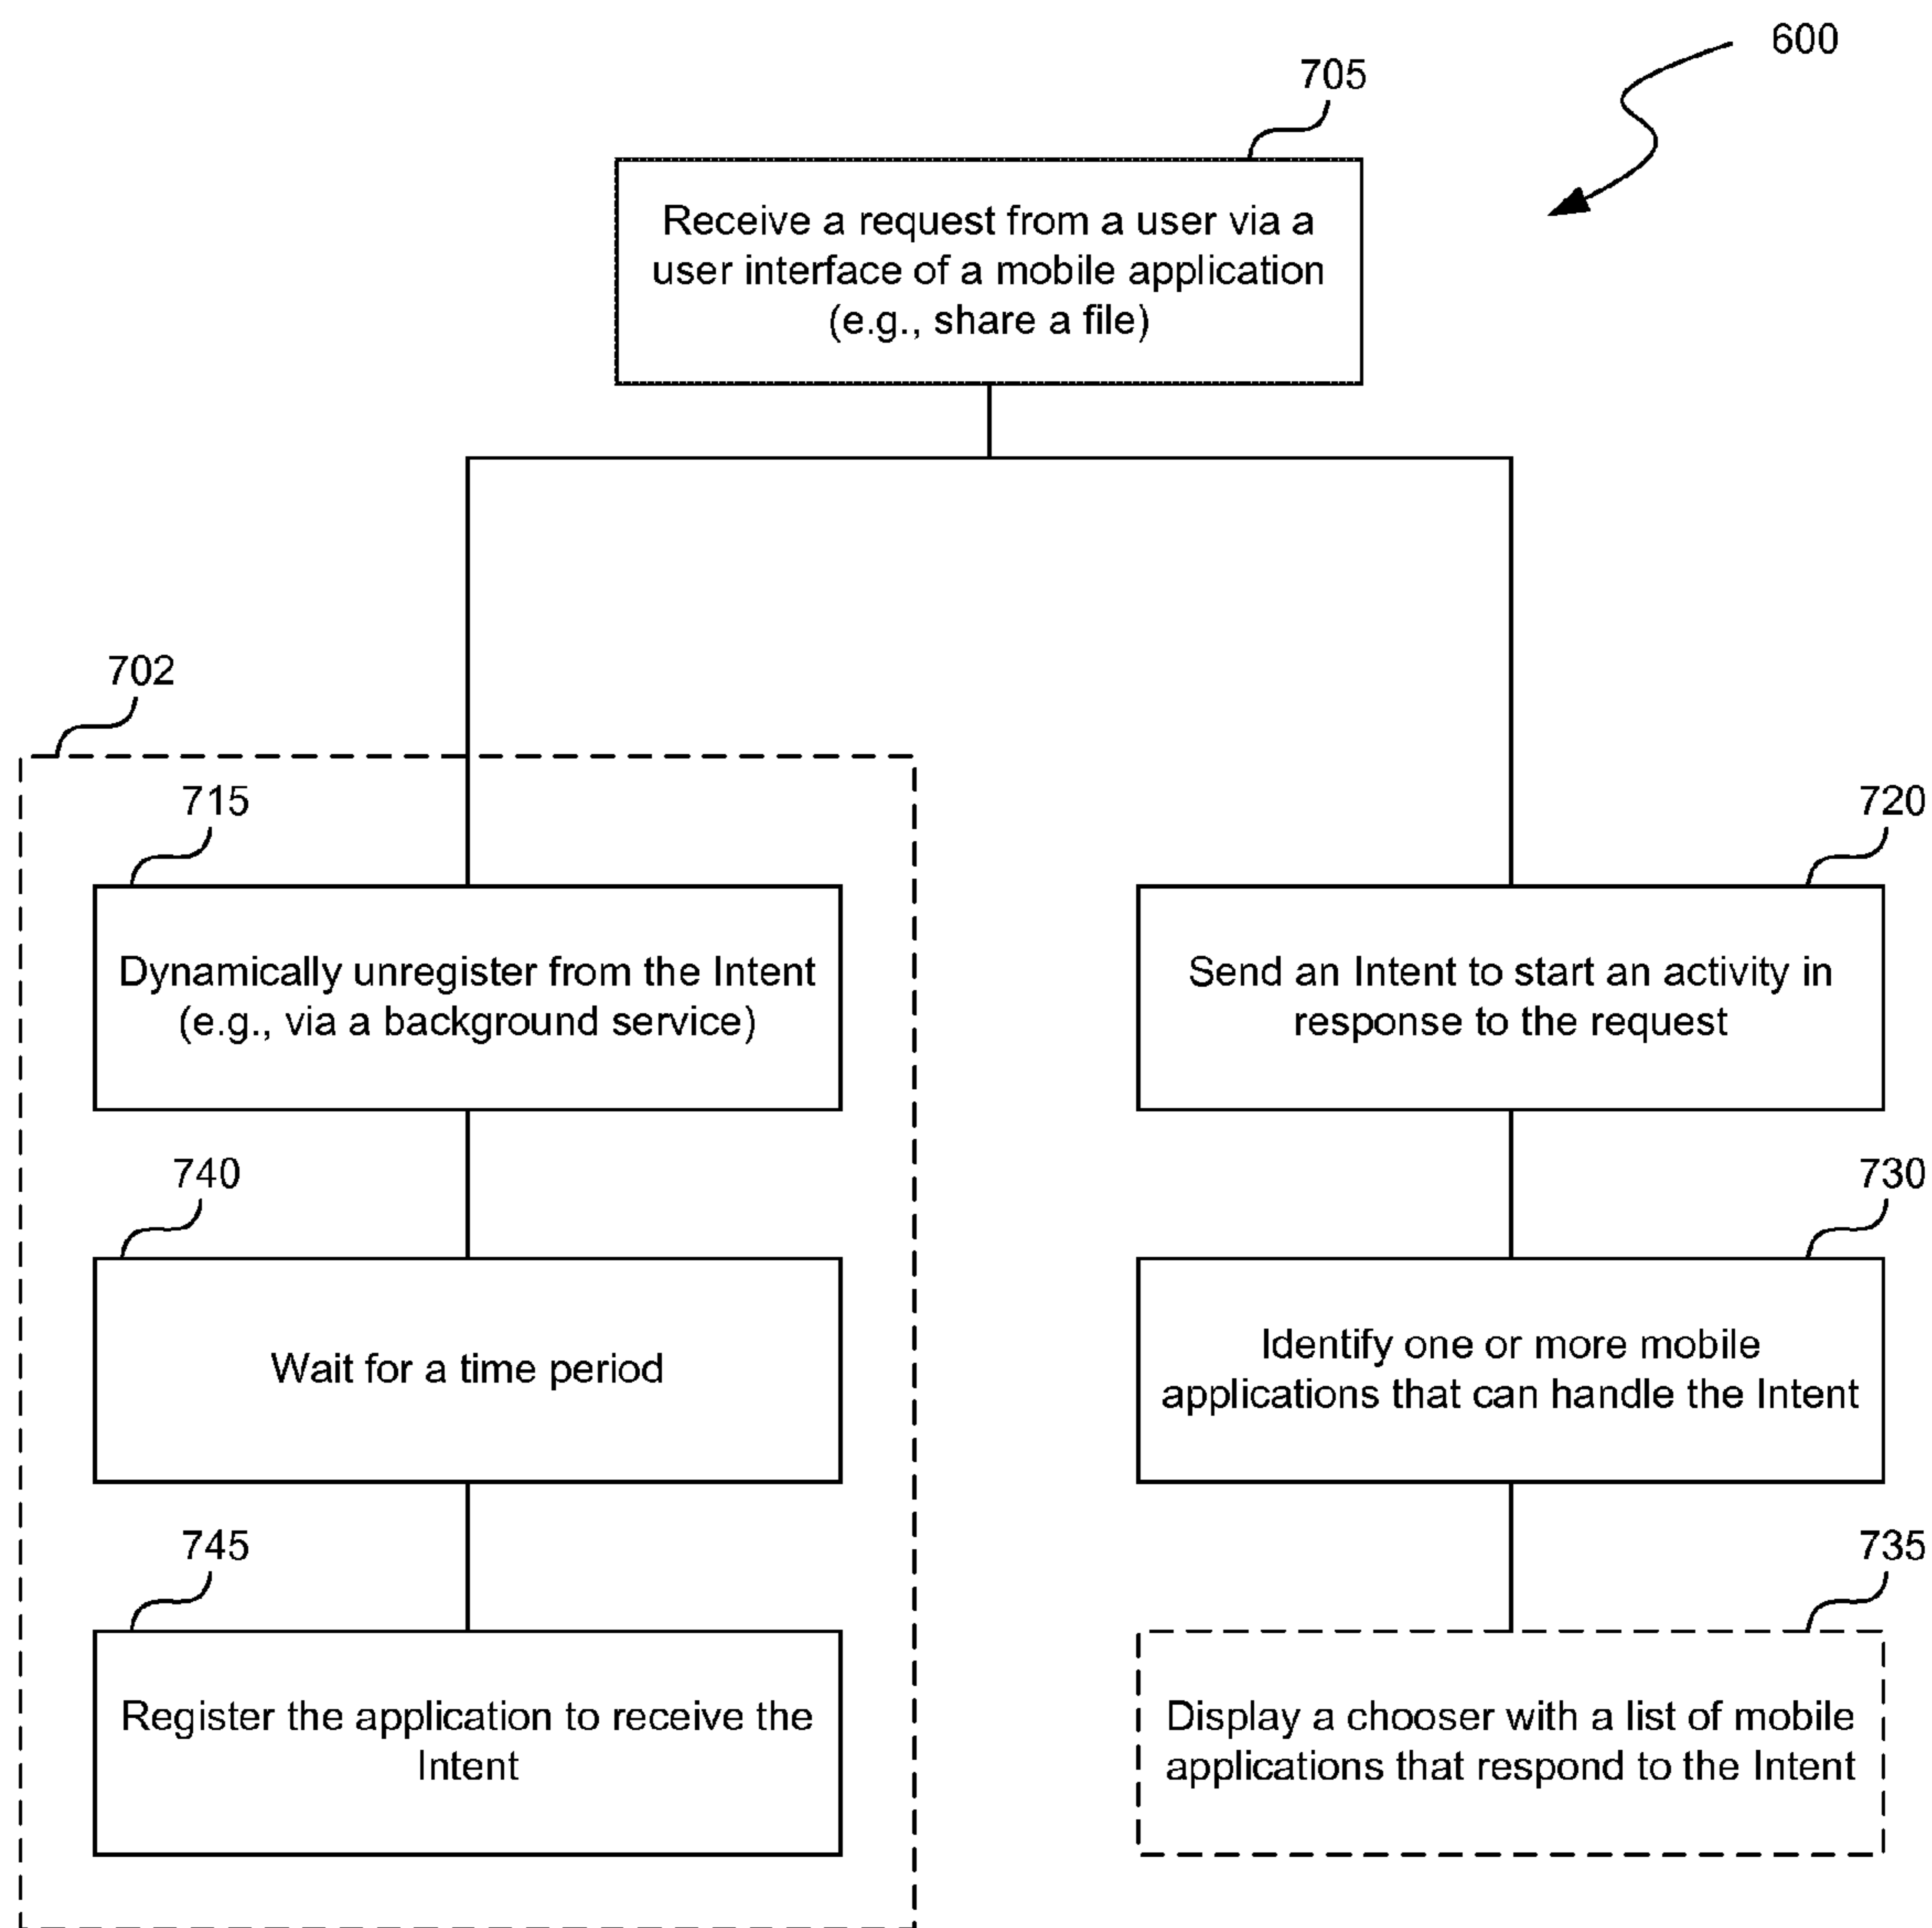 600
705
Receive a request from a user via a
user interface of a mobile application
(e.g., share a file)
702
715
Dynamically unregister from the Intent
(e.g., via a background service)
720
Send an Intent to start an activity in
response to the request
740
Wait for a time period
730
Identify one or more mobile
applications that can handle the Intent
745
Register the application to receive the
Intent
735
Display a chooser with a list of mobile
applications that respond to the Intent